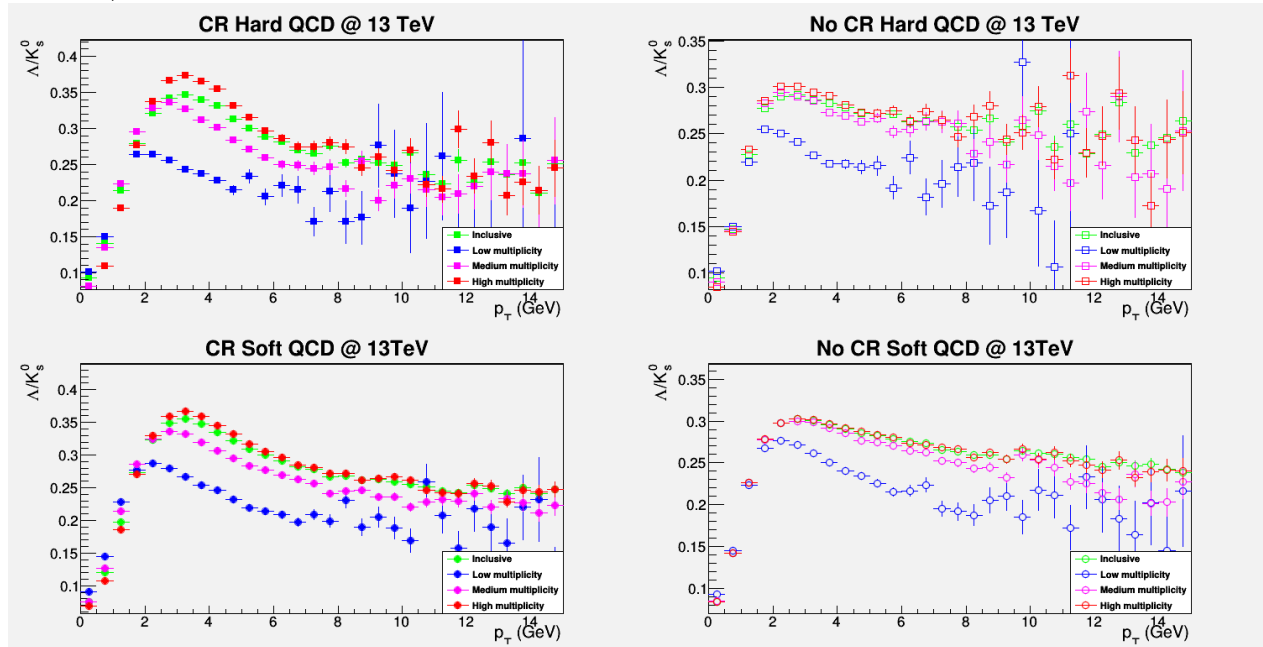 CR Hard QCD @ 13 TeV
Λ/K⁰ₛ
0.4
0.35
0.3
0.25
0.2
0.15
0.1
0 2 4 6 8 10 12 14
p_T (GeV)
Inclusive
Low multiplicity
Medium multiplicity
High multiplicity
No CR Hard QCD @ 13 TeV
Λ/K⁰ₛ
0.35
0.3
0.25
0.2
0.15
0.1
0 2 4 6 8 10 12 14
p_T (GeV)
Inclusive
Low multiplicity
Medium multiplicity
High multiplicity
CR Soft QCD @ 13TeV
Λ/K⁰ₛ
0.4
0.35
0.3
0.25
0.2
0.15
0.1
0 2 4 6 8 10 12 14
p_T (GeV)
Inclusive
Low multiplicity
Medium multiplicity
High multiplicity
No CR Soft QCD @ 13TeV
Λ/K⁰ₛ
0.35
0.3
0.25
0.2
0.15
0.1
0 2 4 6 8 10 12 14
p_T (GeV)
Inclusive
Low multiplicity
Medium multiplicity
High multiplicity